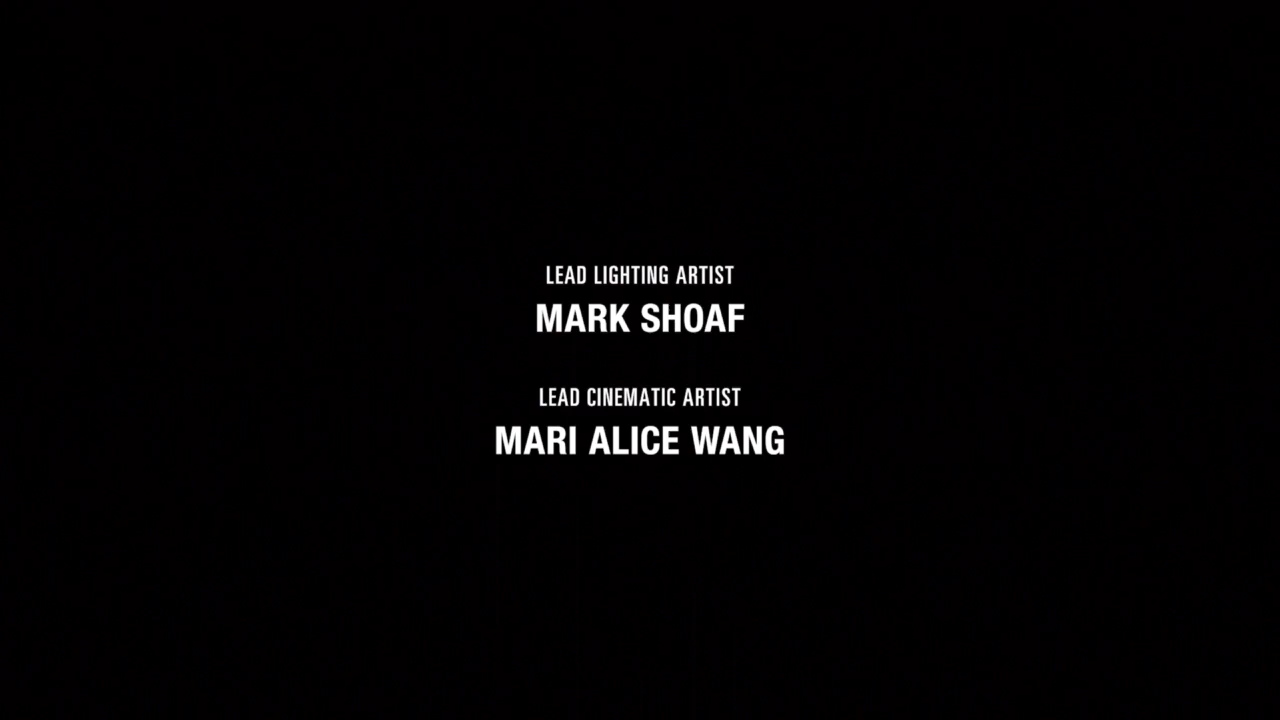 LEAD LIGHTING ARTIST
MARK SHOAF
LEAD CINEMATIC ARTIST
MARI ALICE WANG